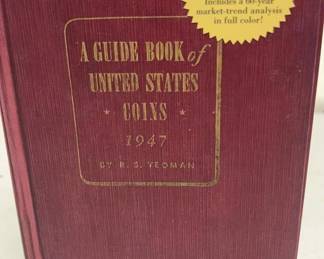 Includes a 60-year
market-trend analysis
in full color!
A GUIDE BOOK of
UNITED STATES
* COINS *
1947
BY R. S. YEOMAN